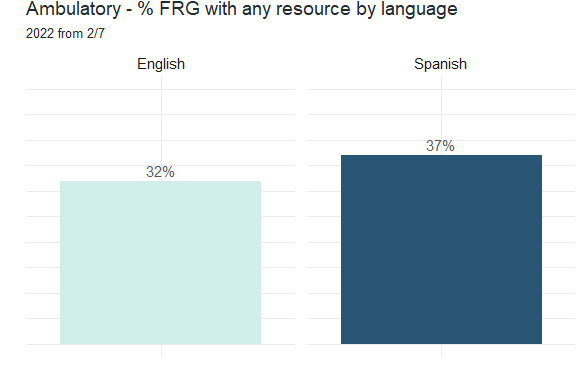 Ambulatory - % FRG with any resource by language
2022 from 2/7
English
Spanish
32%
37%